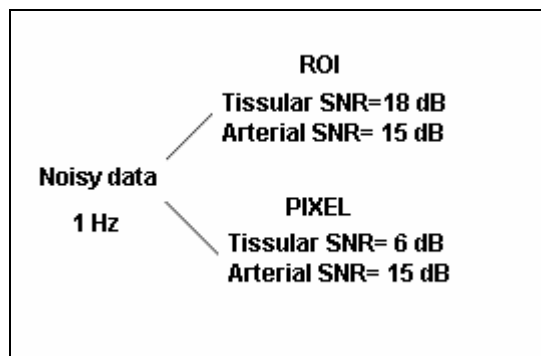 ROI
Tissular SNR=18 dB
Arterial SNR= 15 dB
Noisy data
1 Hz
PIXEL
Tissular SNR= 6 dB
Arterial SNR= 15 dB